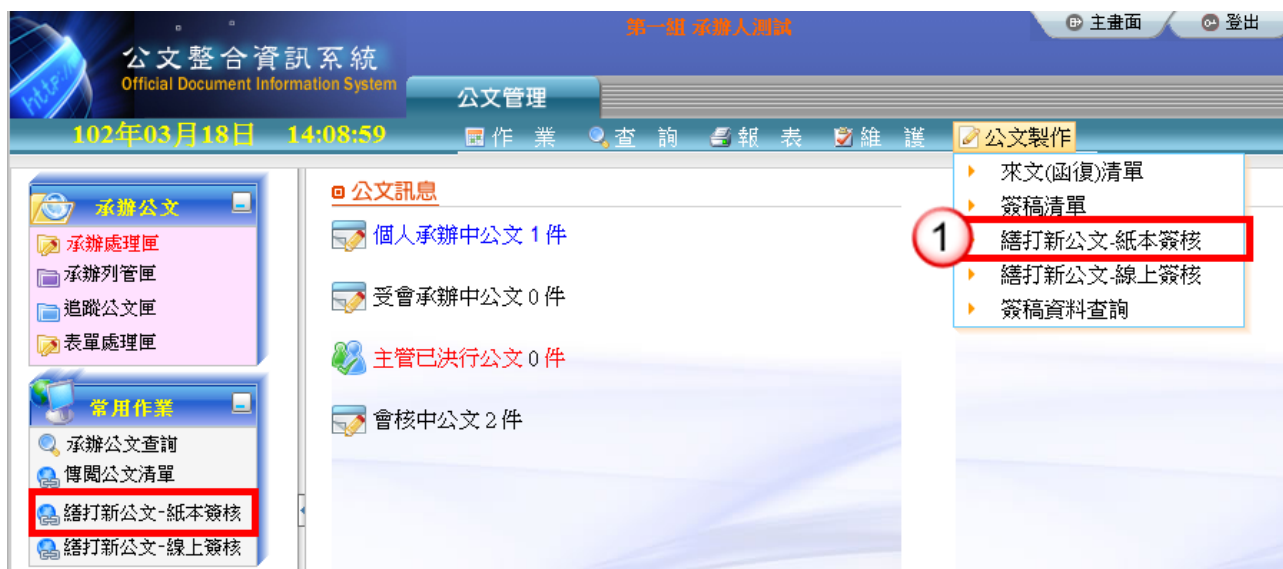 http://
公文整合資訊系統
Official Document Information System
第一組 承辦人測試
主畫面
登出
公文管理
102年03月18日 14:08:59
作 業
查 詢
報 表
維 護
公文製作
來文(函復)清單
簽稿清單
1
繕打新公文-紙本簽核
繕打新公文-線上簽核
簽稿資料查詢
承辦公文
承辦處理匣
承辦列管匣
追蹤公文匣
表單處理匣
常用作業
承辦公文查詢
傳閱公文清單
繕打新公文-紙本簽核
繕打新公文-線上簽核
公文訊息
個人承辦中公文 1 件
受會承辦中公文 0 件
主管已決行公文 0 件
會核中公文 2 件